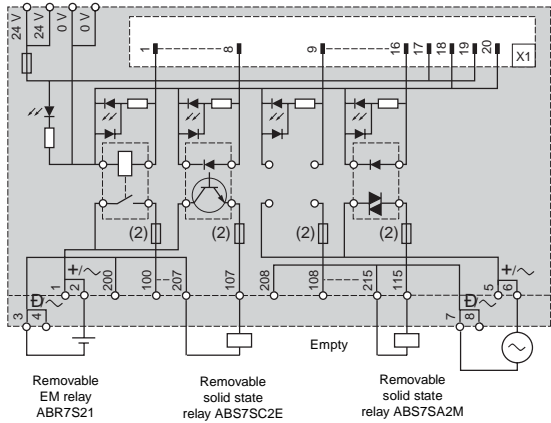 24 V
24 V
0 V
0 V
1
8
9
16
17
18
19
20
X1
(2)
(2)
(2)
(2)
1
2
+/~
200
100
207
107
208
108
215
115
5
6
+/~
3
4
Ð/~
7
8
Ð/~
Empty
Removable
EM relay
ABR7S21
Removable
solid state
relay ABS7SC2E
Removable
solid state
relay ABS7SA2M